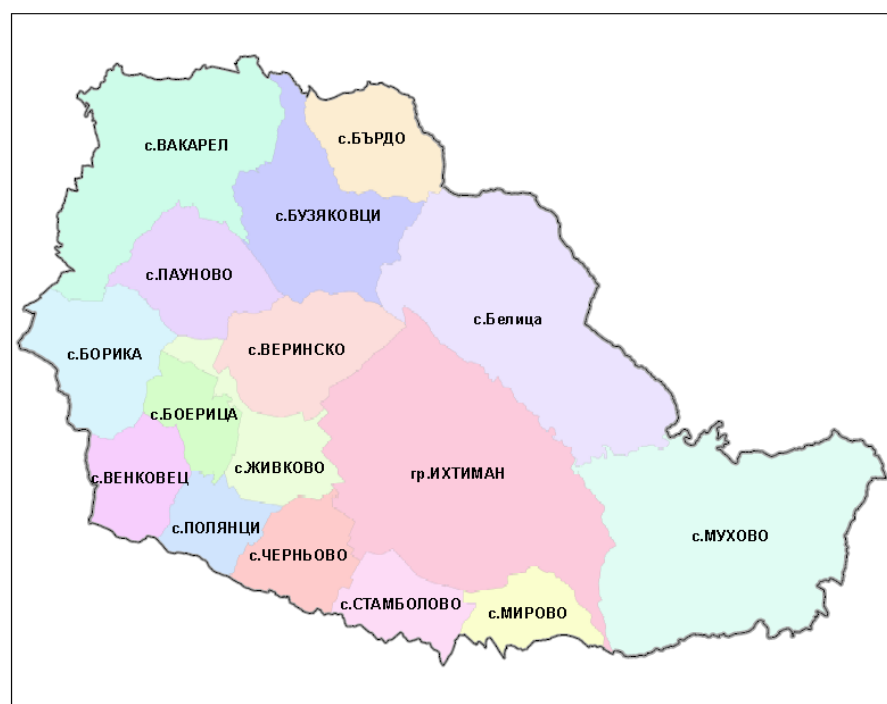 с.БЪРДО
с.ВАКАРЕЛ
с.БУЗЯКОВЦИ
с.ПАУНОВО
с.Белица
с.БОРИКА
с.ВЕРИНСКО
с.БОЕРИЦА
с.ЖИВКОВО
гр.ИХТИМАН
с.ВЕНКОВЕЦ
с.ПОЛЯНЦИ
с.МУХОВО
с.ЧЕРНЬОВО
с.СТАМБОЛОВО
с.МИРОВО